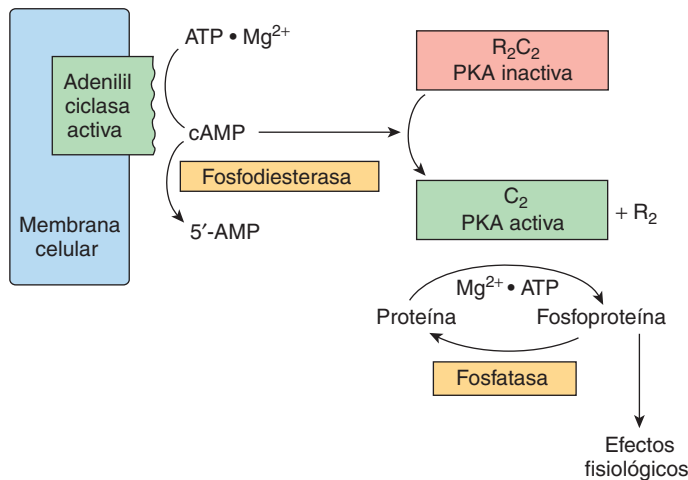 ATP • Mg²⁺
Adenilil
ciclasa
activa
cAMP
Fosfodiesterasa
5′-AMP
Membrana
celular
R₂C₂
PKA inactiva
C₂
PKA activa
+ R₂
Mg²⁺ • ATP
Proteína
Fosfoproteína
Fosfatasa
Efectos
fisiológicos